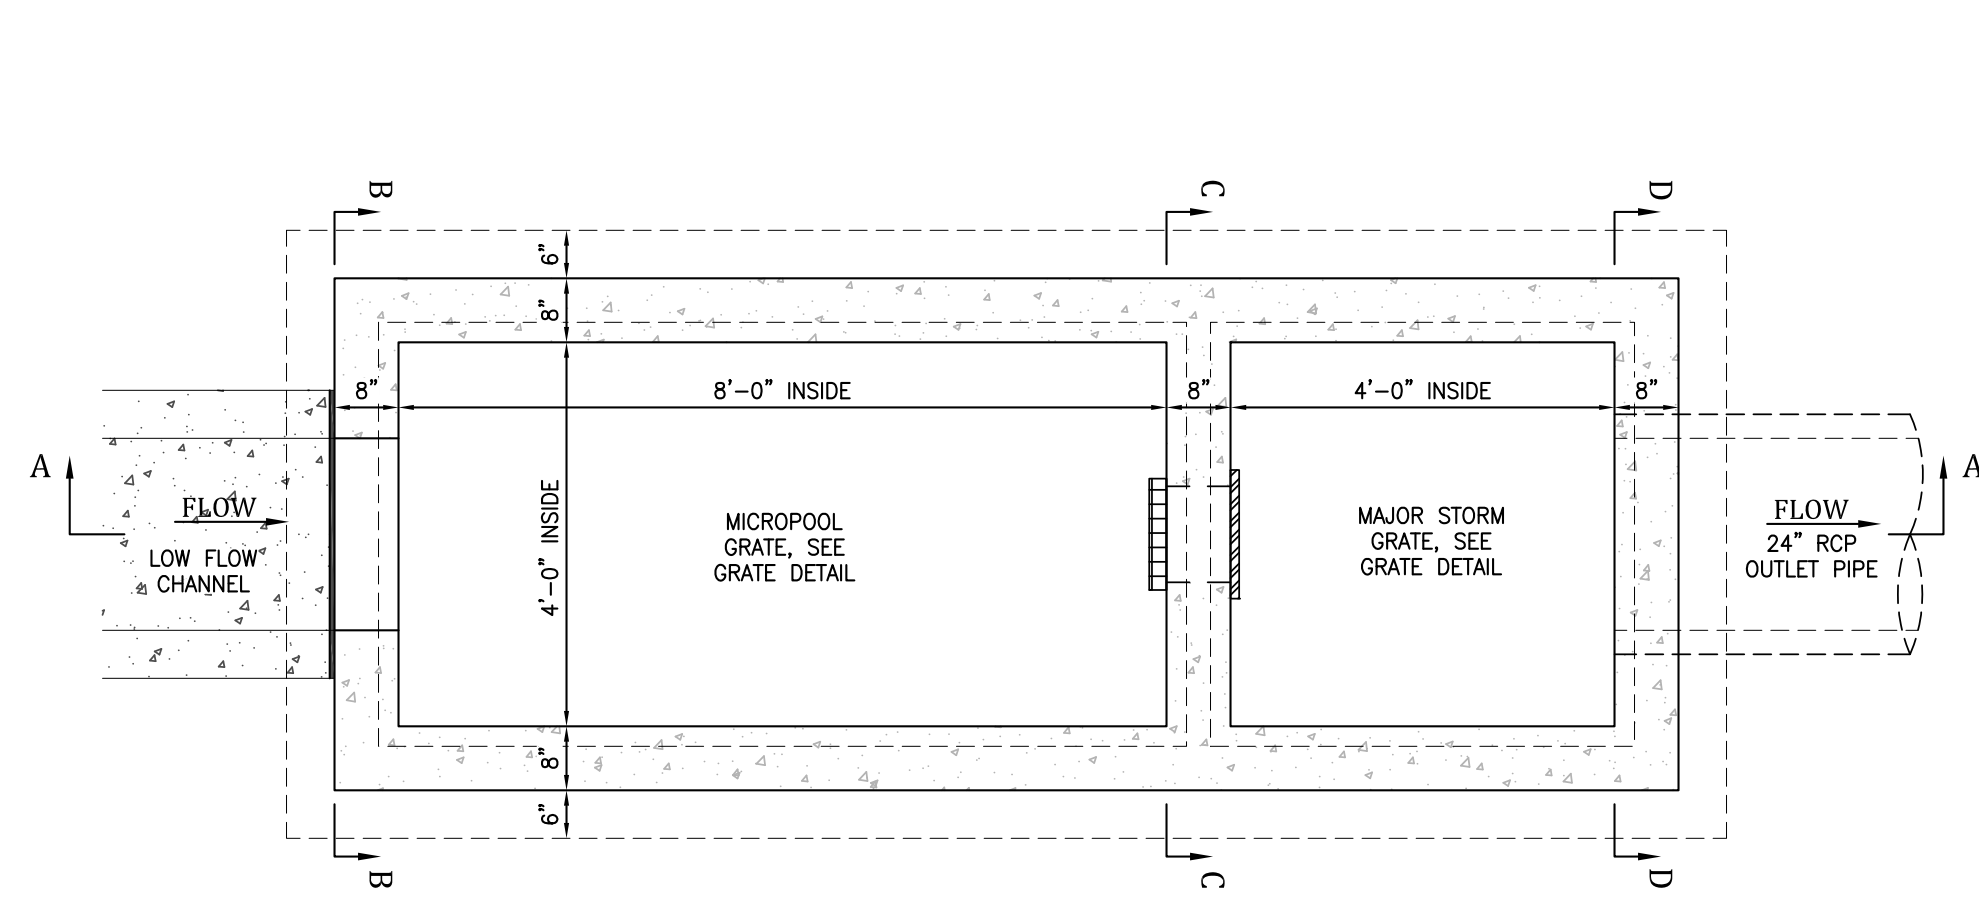 B
C
D
6"
8"
8"
8'-0" INSIDE
8"
4'-0" INSIDE
8"
A
A
4'-0" INSIDE
FLOW
LOW FLOW
CHANNEL
MICROPOOL
GRATE, SEE
GRATE DETAIL
MAJOR STORM
GRATE, SEE
GRATE DETAIL
FLOW
24" RCP
OUTLET PIPE
8"
6"
B
C
D